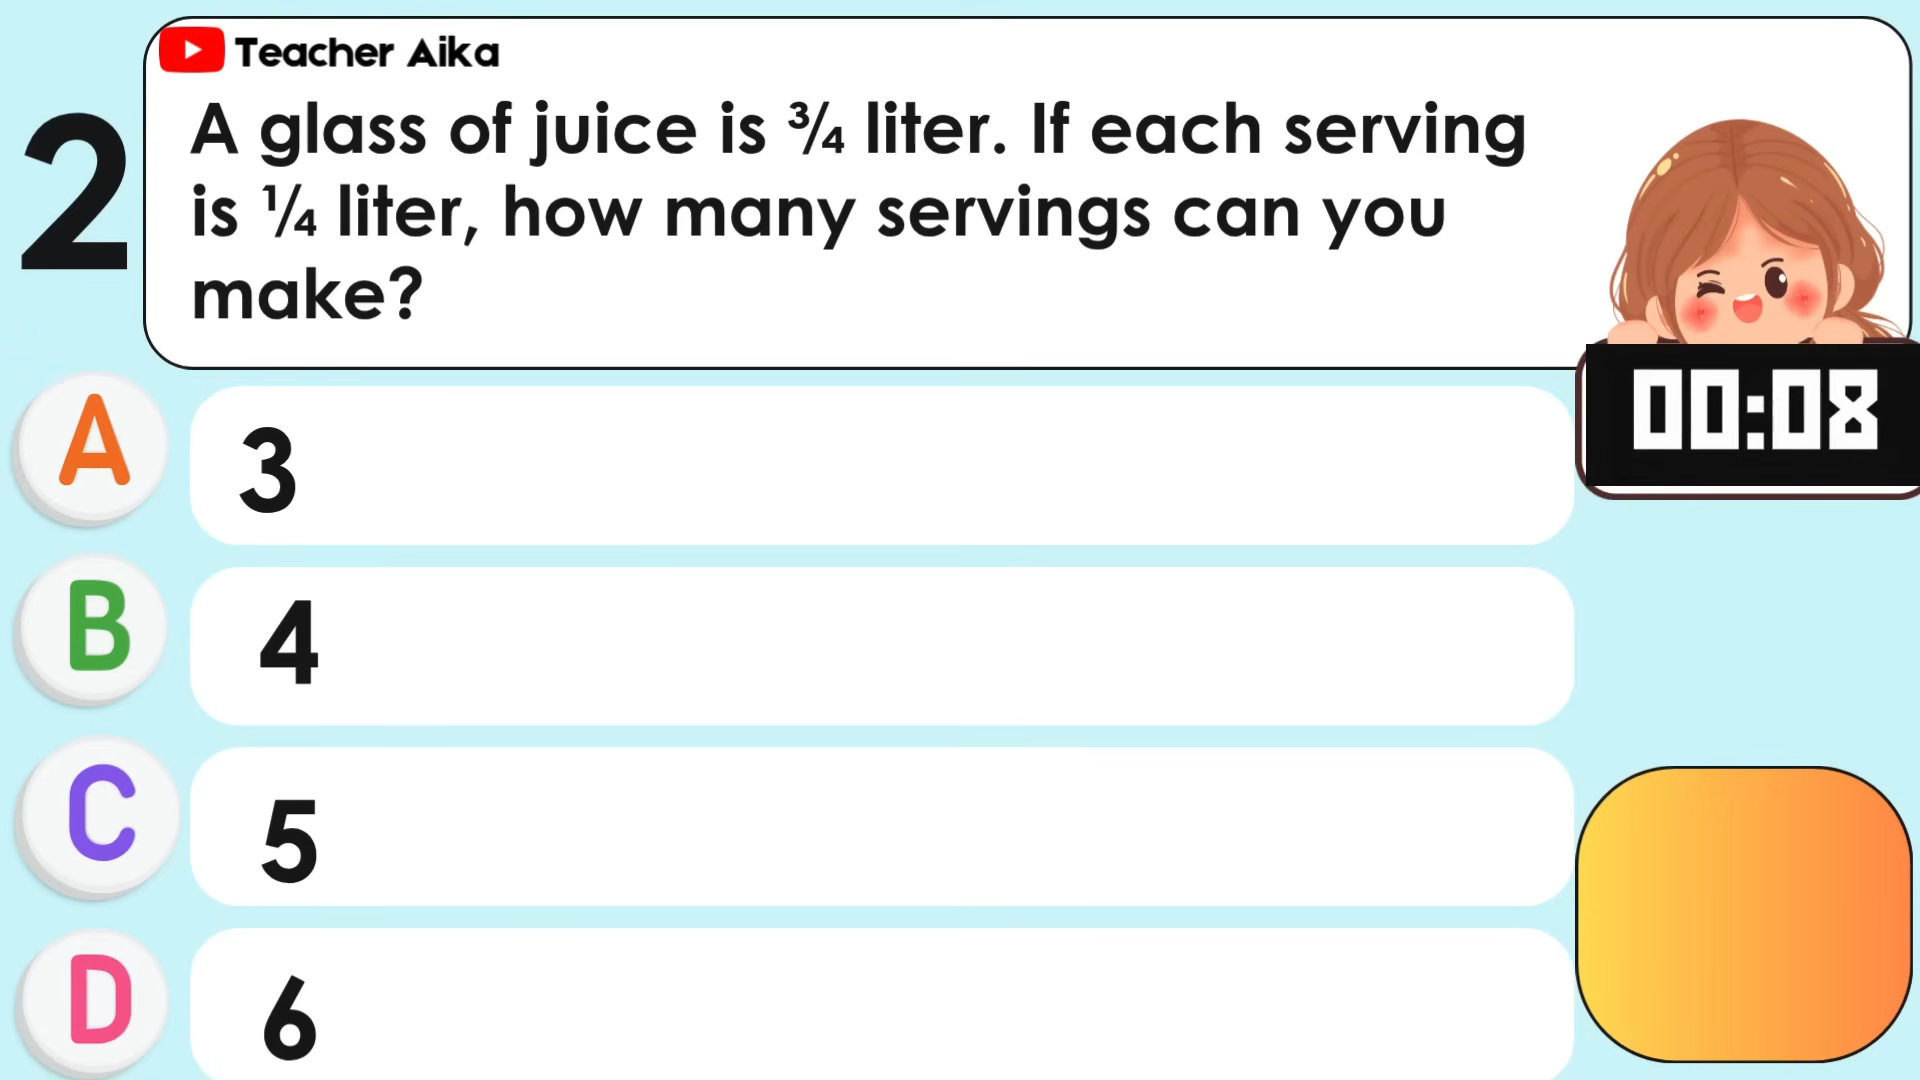 Teacher Aika
2
A glass of juice is ¾ liter. If each serving
is ¼ liter, how many servings can you
make?
00:08
A
3
B
4
C
5
D
6